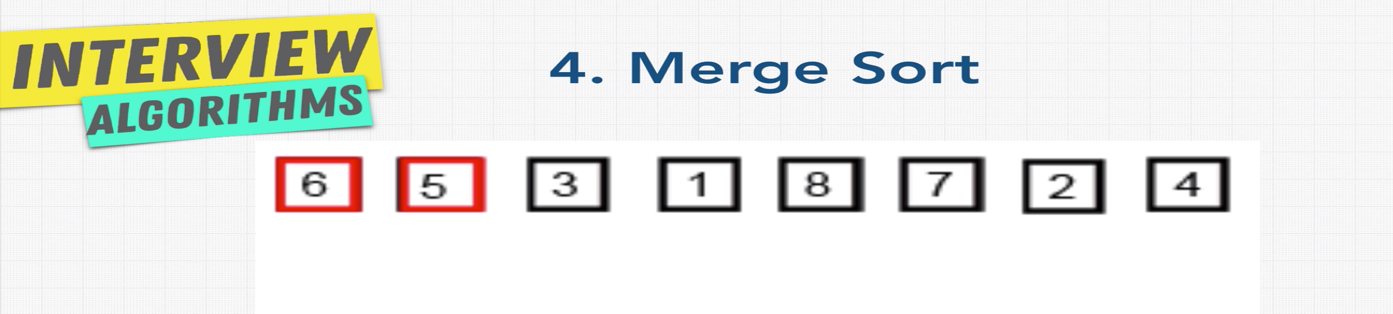 INTERVIEW
ALGORITHMS
4. Merge Sort
6 5 3 1 8 7 2 4